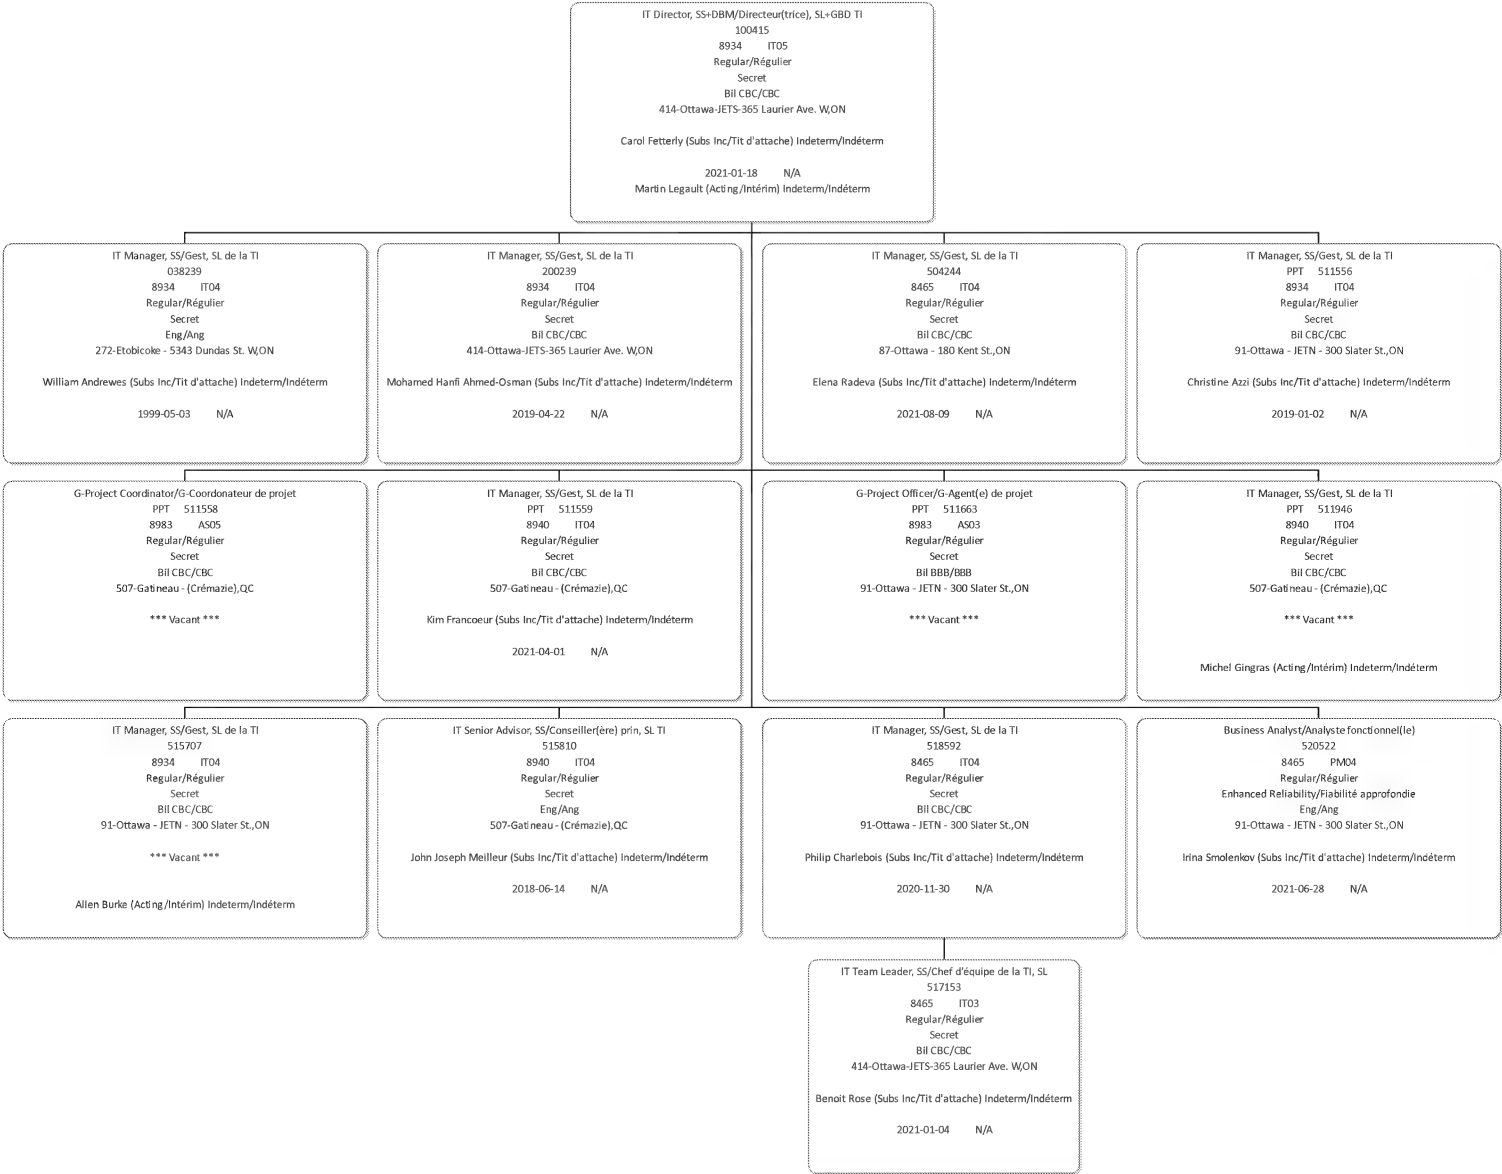 IT Director, SS+DBM/Directeur(trice), SL+GBD TI
100415
8934 IT05
Regular/Régulier
Secret
Bil CBC/CBC
414-Ottawa-JETS-365 Laurier Ave. W,ON
Carol Fetterly (Subs Inc/Tit d'attache) Indeterm/Indéterm
2021-01-18 N/A
Martin Legault (Acting/Intérim) Indeterm/Indéterm
IT Manager, SS/Gest, SL de la TI
038239
8934 IT04
Regular/Régulier
Secret
Eng/Ang
272-Etobicoke - 5343 Dundas St. W,ON
William Andrewes (Subs Inc/Tit d'attache) Indeterm/Indéterm
1999-05-03 N/A
IT Manager, SS/Gest, SL de la TI
200239
8934 IT04
Regular/Régulier
Secret
Bil CBC/CBC
414-Ottawa-JETS-365 Laurier Ave. W,ON
Mohamed Hanfi Ahmed-Osman (Subs Inc/Tit d'attache) Indeterm/Indéterm
2019-04-22 N/A
IT Manager, SS/Gest, SL de la TI
504244
8465 IT04
Regular/Régulier
Secret
Bil CBC/CBC
87-Ottawa - 180 Kent St.,ON
Elena Radeva (Subs Inc/Tit d'attache) Indeterm/Indéterm
2021-08-09 N/A
IT Manager, SS/Gest, SL de la TI
PPT 511556
8934 IT04
Regular/Régulier
Secret
Bil CBC/CBC
91-Ottawa - JETN - 300 Slater St.,ON
Christine Azzi (Subs Inc/Tit d'attache) Indeterm/Indéterm
2019-01-02 N/A
G-Project Coordinator/G-Coordonateur de projet
PPT 511558
8983 AS05
Regular/Régulier
Secret
Bil CBC/CBC
507-Gatineau - (Crémazie),QC
*** Vacant ***
IT Manager, SS/Gest, SL de la TI
PPT 511559
8940 IT04
Regular/Régulier
Secret
Bil CBC/CBC
507-Gatineau - (Crémazie),QC
Kim Francoeur (Subs Inc/Tit d'attache) Indeterm/Indéterm
2021-04-01 N/A
G-Project Officer/G-Agent(e) de projet
PPT 511663
8983 AS03
Regular/Régulier
Secret
Bil BBB/BBB
91-Ottawa - JETN - 300 Slater St.,ON
*** Vacant ***
IT Manager, SS/Gest, SL de la TI
PPT 511946
8940 IT04
Regular/Régulier
Secret
Bil CBC/CBC
507-Gatineau - (Crémazie),QC
*** Vacant ***
Michel Gingras (Acting/Intérim) Indeterm/Indéterm
IT Manager, SS/Gest, SL de la TI
515707
8934 IT04
Regular/Régulier
Secret
Bil CBC/CBC
91-Ottawa - JETN - 300 Slater St.,ON
*** Vacant ***
Allen Burke (Acting/Intérim) Indeterm/Indéterm
IT Senior Advisor, SS/Conseiller(ère) prin, SL TI
515810
8940 IT04
Regular/Régulier
Secret
Eng/Ang
507-Gatineau - (Crémazie),QC
John Joseph Meilleur (Subs Inc/Tit d'attache) Indeterm/Indéterm
2018-06-14 N/A
IT Manager, SS/Gest, SL de la TI
518592
8465 IT04
Regular/Régulier
Secret
Bil CBC/CBC
91-Ottawa - JETN - 300 Slater St.,ON
Philip Charlebois (Subs Inc/Tit d'attache) Indeterm/Indéterm
2020-11-30 N/A
Business Analyst/Analyste fonctionnel(le)
520522
8465 PM04
Regular/Régulier
Enhanced Reliability/Fiabilité approfondie
Eng/Ang
91-Ottawa - JETN - 300 Slater St.,ON
Irina Smolenkov (Subs Inc/Tit d'attache) Indeterm/Indéterm
2021-06-28 N/A
IT Team Leader, SS/Chef d'équipe de la TI, SL
517153
8465 IT03
Regular/Régulier
Secret
Bil CBC/CBC
414-Ottawa-JETS-365 Laurier Ave. W,ON
Benoit Rose (Subs Inc/Tit d'attache) Indeterm/Indéterm
2021-01-04 N/A